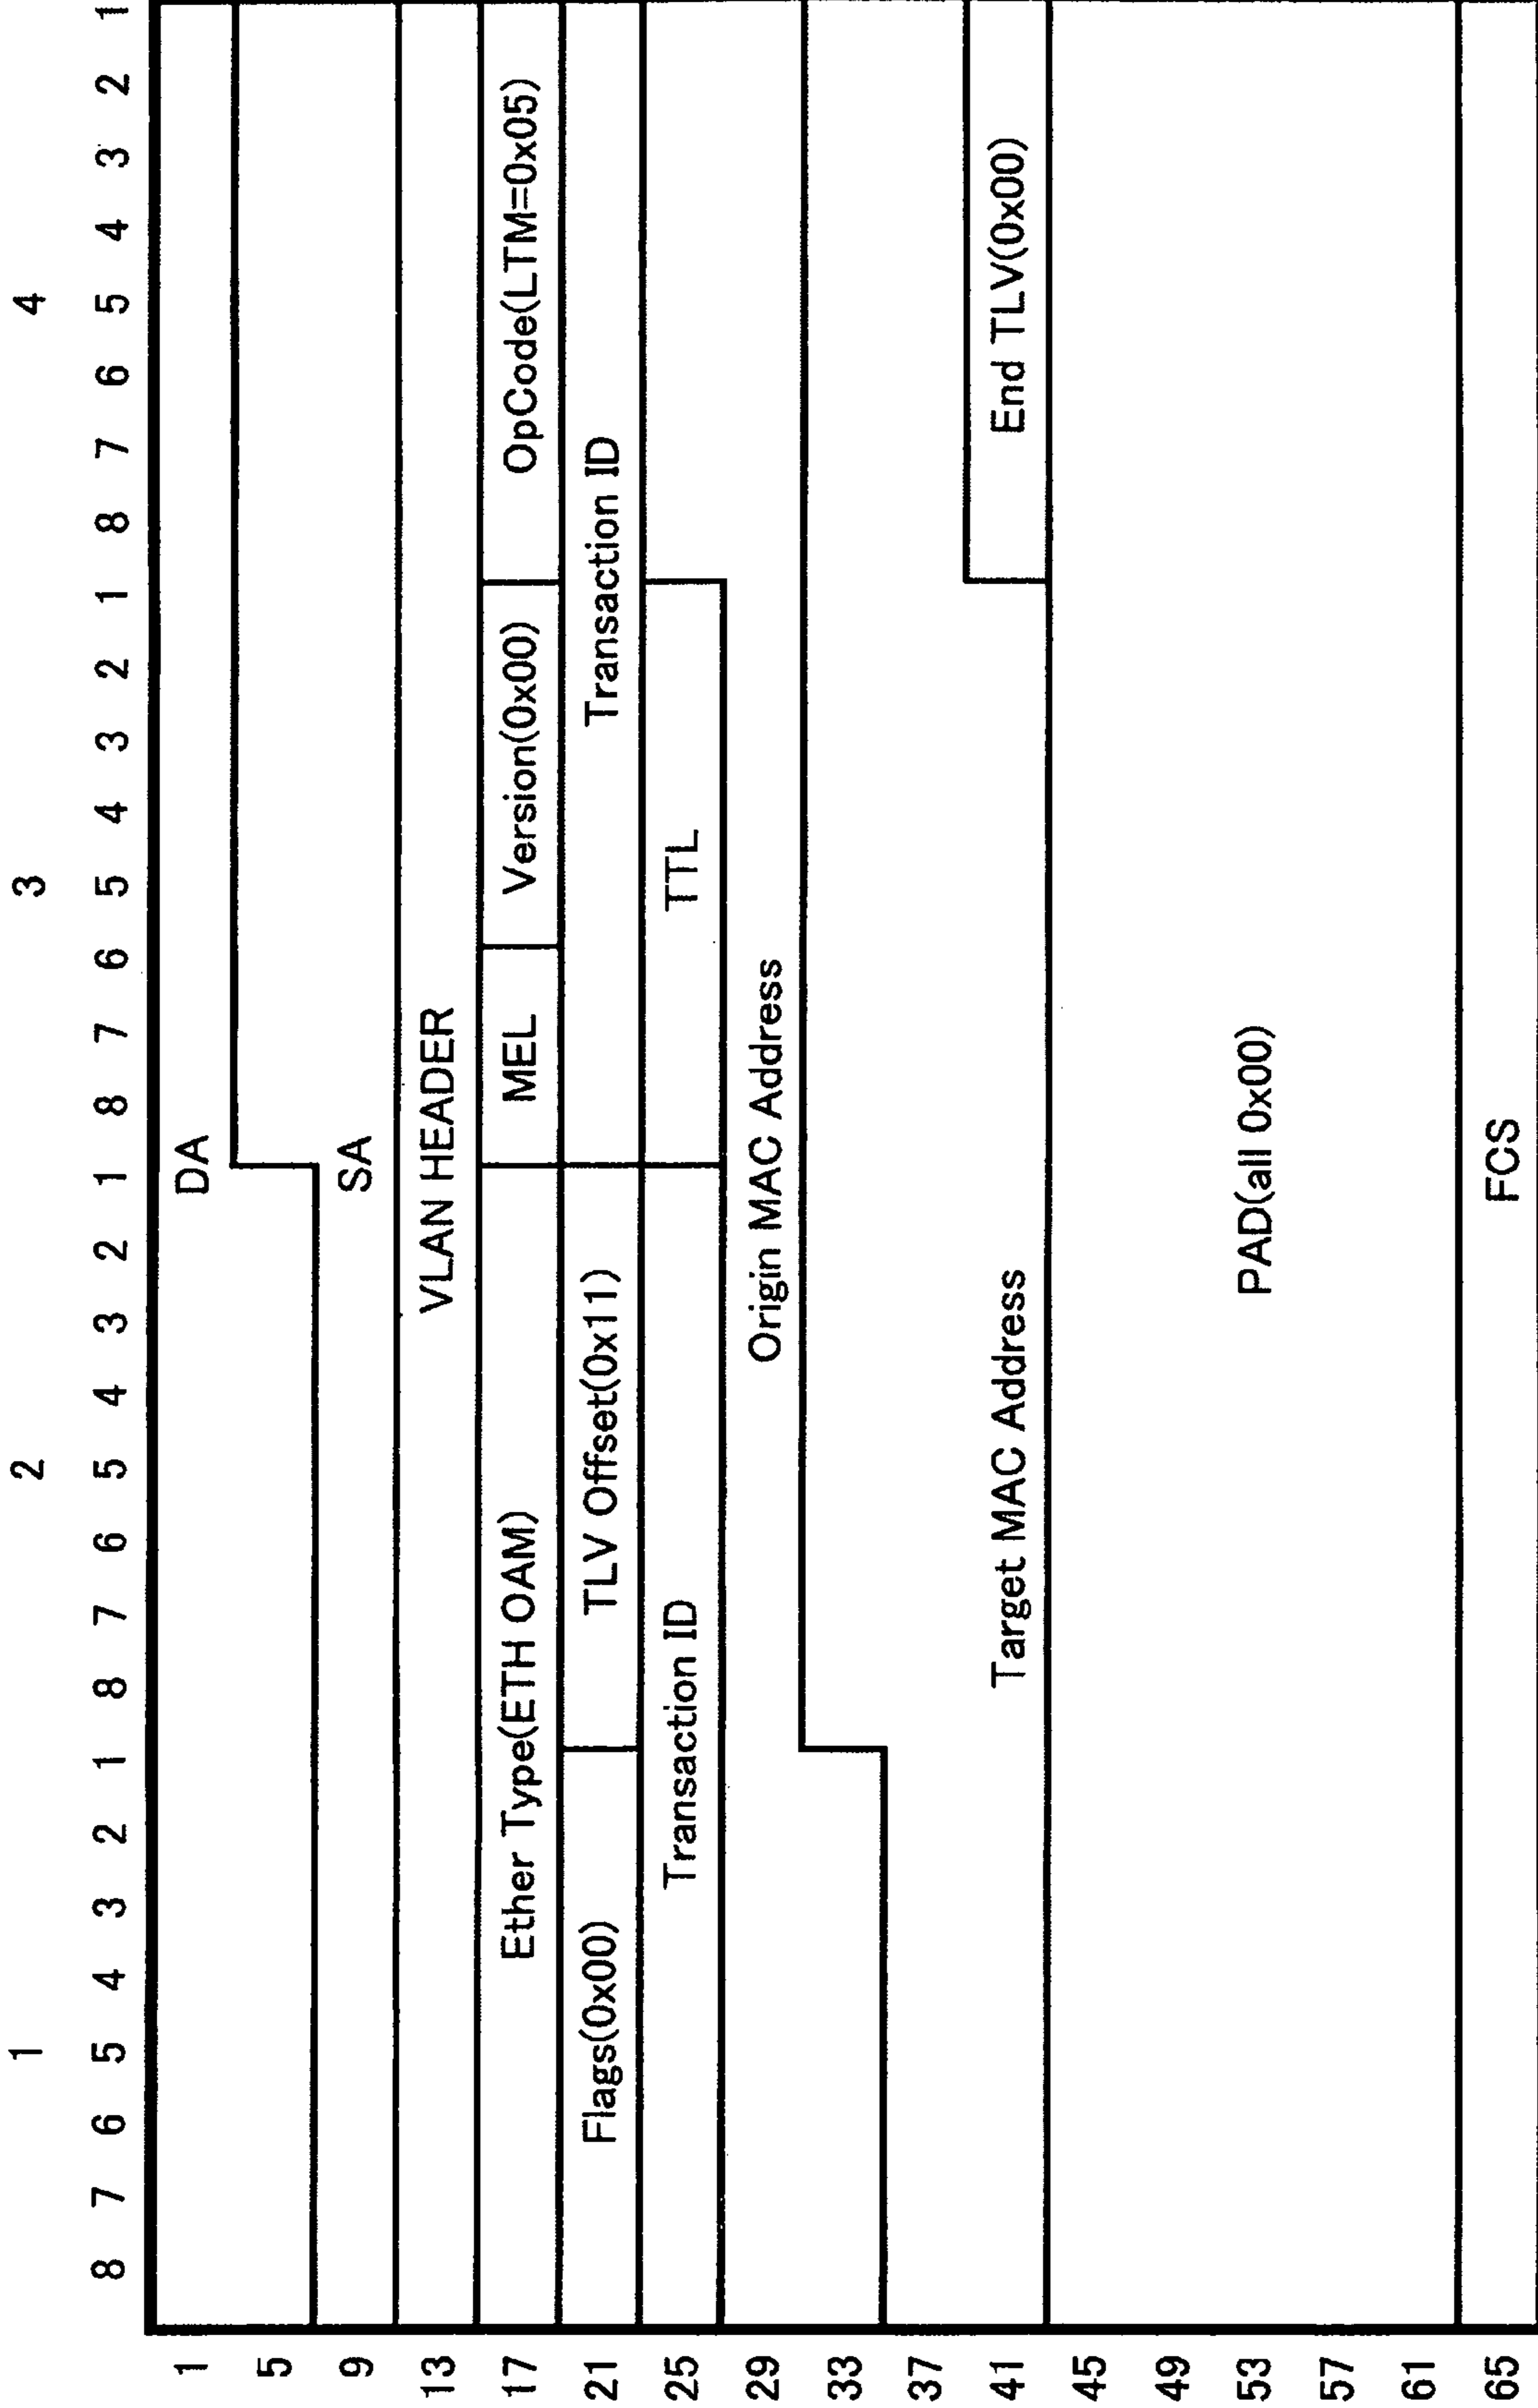 1 2 3 4
8 7 6 5 4 3 2 1 8 7 6 5 4 3 2 1 8 7 6 5 4 3 2 1 8 7 6 5 4 3 2 1
1 DA
5
9 SA
13 VLAN HEADER
17 Ether Type(ETH OAM) MEL Version(0x00) OpCode(LTM=0x05)
21 Flags(0x00) TLV Offset(0x11) Transaction ID
25 Transaction ID TTL
29 Origin MAC Address
33
37
41 Target MAC Address End TLV(0x00)
45
49
53 PAD(all 0x00)
57
61
65 FCS